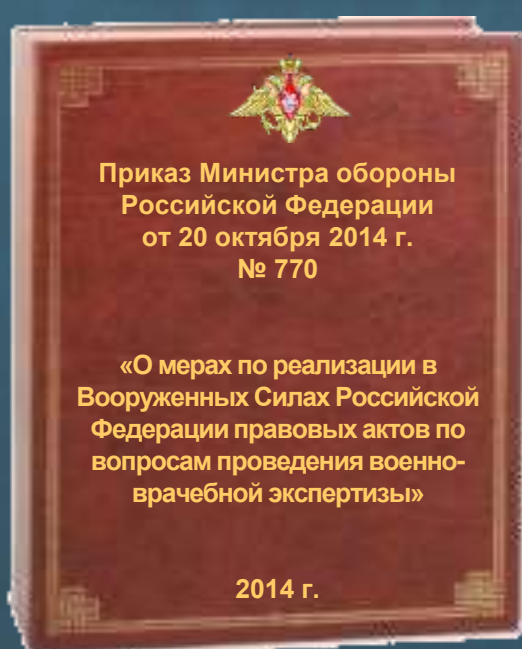 Приказ Министра обороны
Российской Федерации
от 20 октября 2014 г.
№ 770
«О мерах по реализации в
Вооруженных Силах Российской
Федерации правовых актов по
вопросам проведения военно-
врачебной экспертизы»
2014 г.